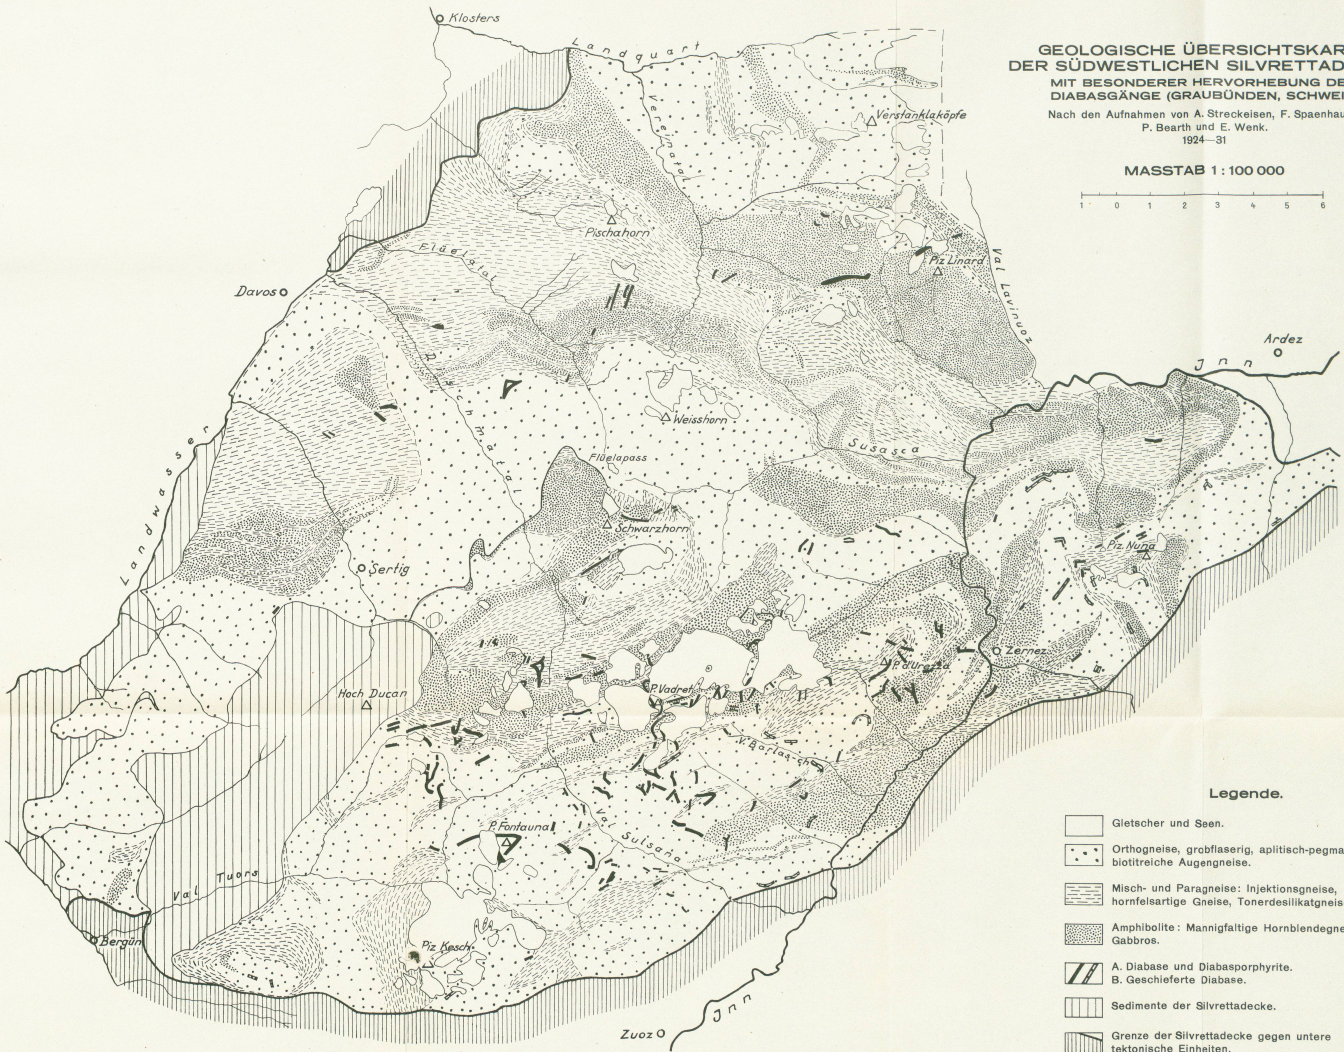 Klosters
Landquart
GEOLOGISCHE ÜBERSICHTSKAR
DER SÜDWESTLICHEN SILVRETTAD
MIT BESONDERER HERVORHEBUNG DE
DIABASGÄNGE (GRAUBÜNDEN, SCHWEI
Nach den Aufnahmen von A. Streckeisen, F. Spaenhau
P. Bearth und E. Wenk.
1924—31
MASSTAB 1 : 100 000
1 0 1 2 3 4 5 6
Vereinatal
Verstanklaköpfe
Pischahorn
Flüelatal
Piz Linard
Val Lavinuoz
Davos
Ardez
Inn
Dischmatal
Weisshorn
Susasca
Flüelapass
Landwasser
Schwarzhorn
Piz Nuna
Sertig
Zernez
Hoch Ducan
P. Vadret
V. Barlasch
P. Fontauna
Val Sulsana
Val Tuors
Bergün
Piz Kesch
Zuoz
Inn
Legende.
Gletscher und Seen.
Orthogneise, grobflaserig, aplitisch-pegma
biotitreiche Augengneise.
Misch- und Paragneise: Injektionsgneise,
hornfelsartige Gneise, Tonerdesilikatgneis
Amphibolite: Mannigfaltige Hornblendegne
Gabbros.
A. Diabase und Diabasporphyrite.
B. Geschieferte Diabase.
Sedimente der Silvrettadecke.
Grenze der Silvrettadecke gegen untere
tektonische Einheiten.